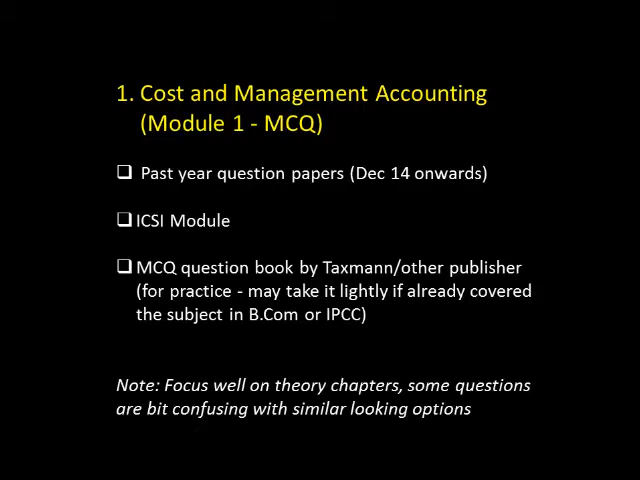 1. Cost and Management Accounting
(Module 1 - MCQ)
❑ Past year question papers (Dec 14 onwards)
❑ ICSI Module
❑ MCQ question book by Taxmann/other publisher
(for practice - may take it lightly if already covered
the subject in B.Com or IPCC)
Note: Focus well on theory chapters, some questions
are bit confusing with similar looking options